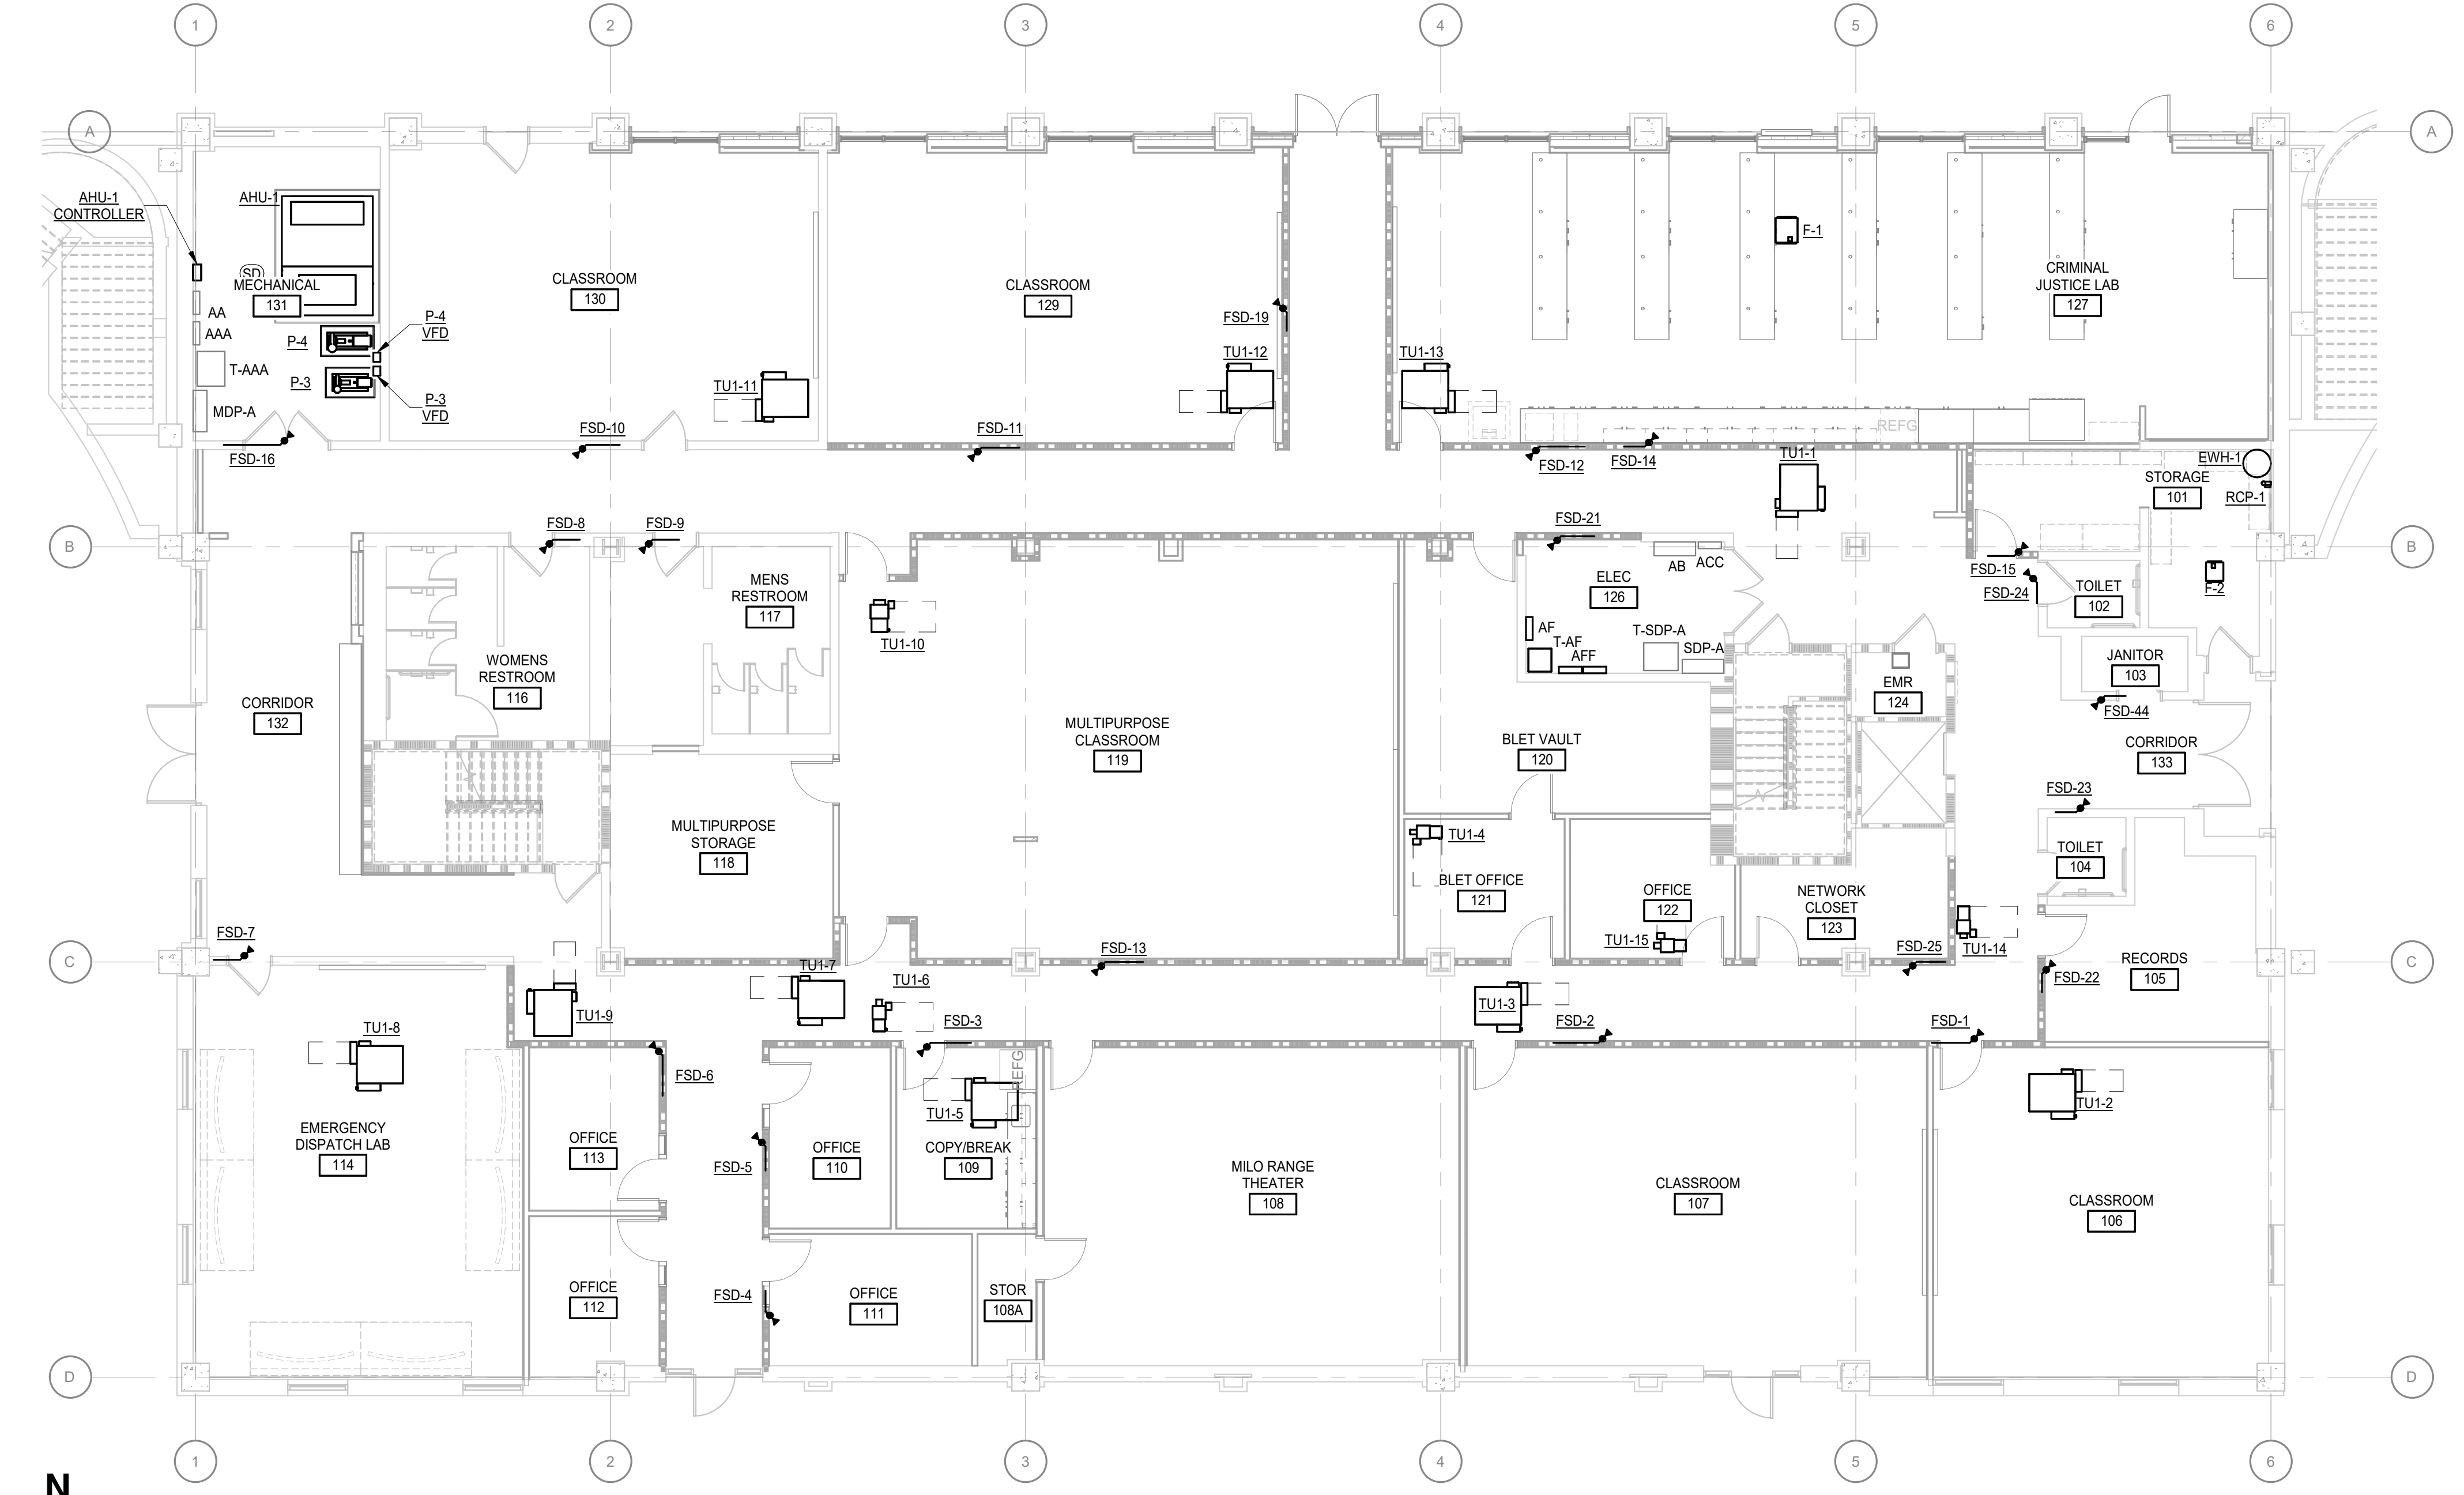 1
2
3
4
5
6
A
A
AHU-1
CONTROLLER
AHU-1
SD
MECHANICAL
131
AA
AAA
T-AAA
MDP-A
P-4
P-3
P-4
VFD
P-3
VFD
FSD-16
CLASSROOM
130
TU1-11
FSD-10
CLASSROOM
129
FSD-19
TU1-12
FSD-11
TU1-13
F-1
CRIMINAL
JUSTICE LAB
127
REFG
FSD-12
FSD-14
TU1-1
EWH-1
STORAGE
101
RCP-1
B
B
FSD-8
FSD-9
FSD-21
AB
ACC
FSD-15
FSD-24
TOILET
102
F-2
MENS
RESTROOM
117
TU1-10
ELEC
126
AF
T-AF
AFF
T-SDP-A
SDP-A
WOMENS
RESTROOM
116
CORRIDOR
132
MULTIPURPOSE
CLASSROOM
119
BLET VAULT
120
EMR
124
JANITOR
103
FSD-44
CORRIDOR
133
FSD-23
MULTIPURPOSE
STORAGE
118
TU1-4
BLET OFFICE
121
OFFICE
122
TU1-15
NETWORK
CLOSET
123
TOILET
104
TU1-14
FSD-25
RECORDS
105
FSD-22
FSD-7
FSD-13
C
C
TU1-7
TU1-6
TU1-9
TU1-8
FSD-3
TU1-3
FSD-2
FSD-1
FSD-6
REFG
TU1-5
TU1-2
EMERGENCY
DISPATCH LAB
114
OFFICE
113
FSD-5
OFFICE
110
COPY/BREAK
109
MILO RANGE
THEATER
108
CLASSROOM
107
CLASSROOM
106
OFFICE
112
FSD-4
OFFICE
111
STOR
108A
D
D
1
2
3
4
5
6
N